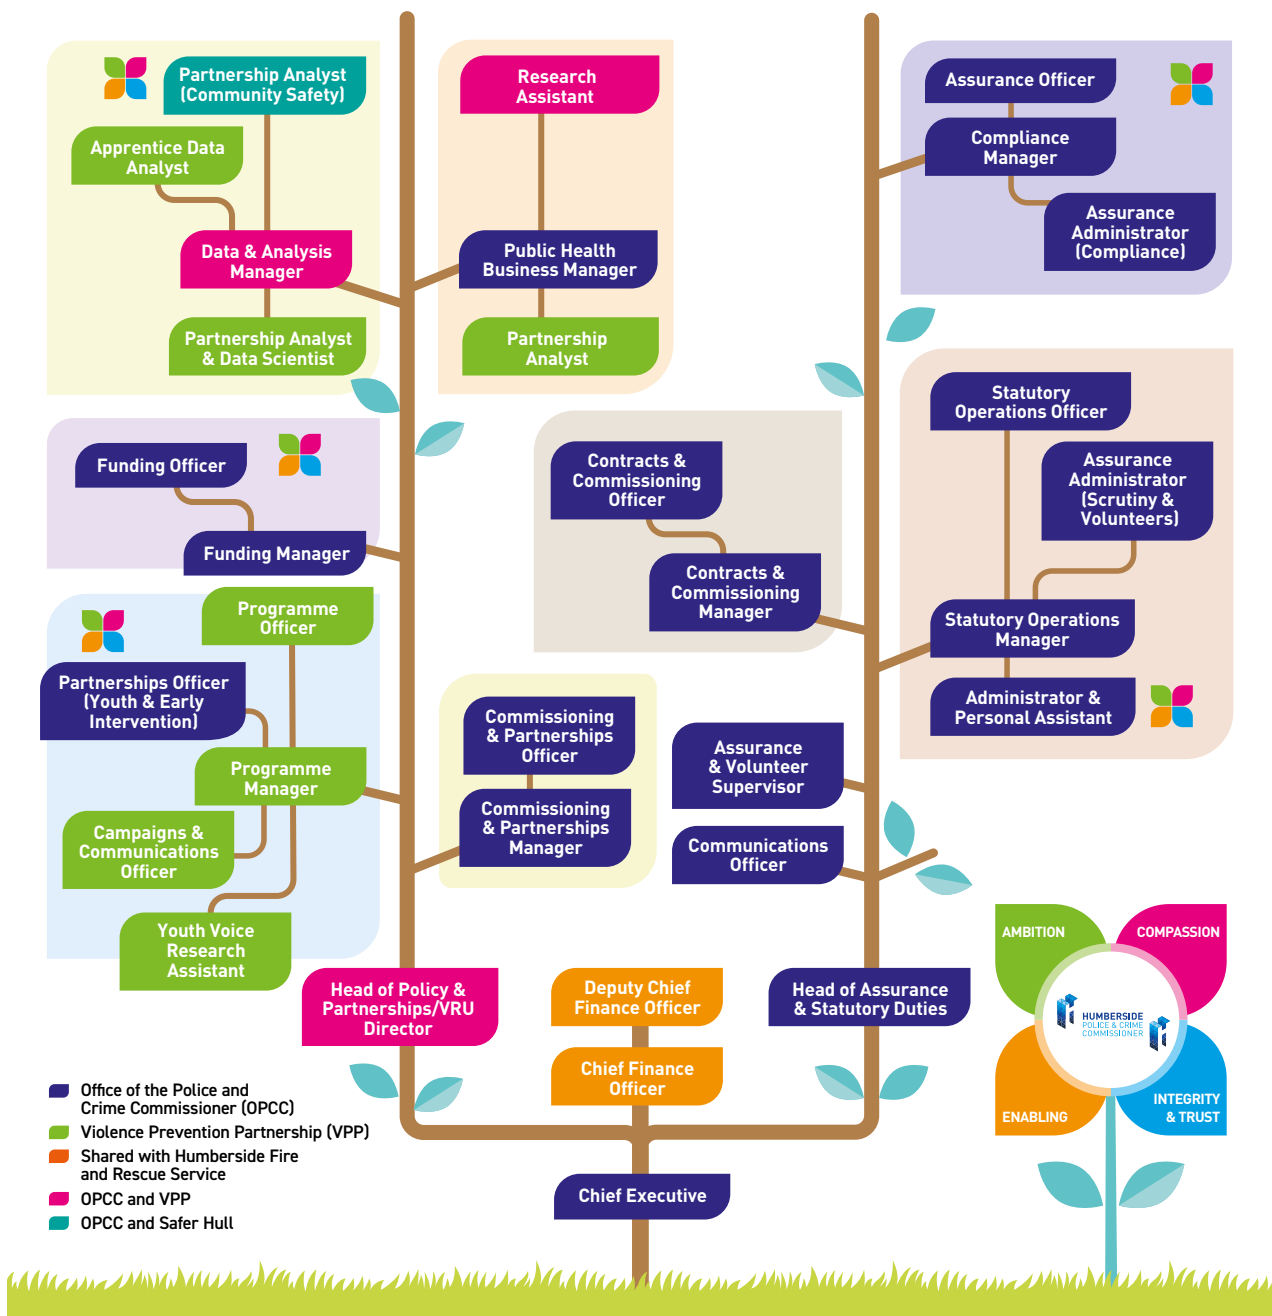 Partnership Analyst
(Community Safety)
Apprentice Data
Analyst
Data & Analysis
Manager
Partnership Analyst
& Data Scientist
Research
Assistant
Public Health
Business Manager
Partnership
Analyst
Assurance Officer
Compliance
Manager
Assurance
Administrator
(Compliance)
Funding Officer
Funding Manager
Contracts &
Commissioning
Officer
Contracts &
Commissioning
Manager
Statutory
Operations Officer
Assurance
Administrator
(Scrutiny &
Volunteers)
Statutory Operations
Manager
Administrator &
Personal Assistant
Programme
Officer
Partnerships Officer
(Youth & Early
Intervention)
Programme
Manager
Campaigns &
Communications
Officer
Youth Voice
Research
Assistant
Commissioning
& Partnerships
Officer
Commissioning
& Partnerships
Manager
Assurance
& Volunteer
Supervisor
Communications
Officer
Head of Policy &
Partnerships/VRU
Director
Deputy Chief
Finance Officer
Chief Finance
Officer
Head of Assurance
& Statutory Duties
Chief Executive
Office of the Police and
Crime Commissioner (OPCC)
Violence Prevention Partnership (VPP)
Shared with Humberside Fire
and Rescue Service
OPCC and VPP
OPCC and Safer Hull
AMBITION
COMPASSION
HUMBERSIDE
POLICE & CRIME
COMMISSIONER
ENABLING
INTEGRITY
& TRUST